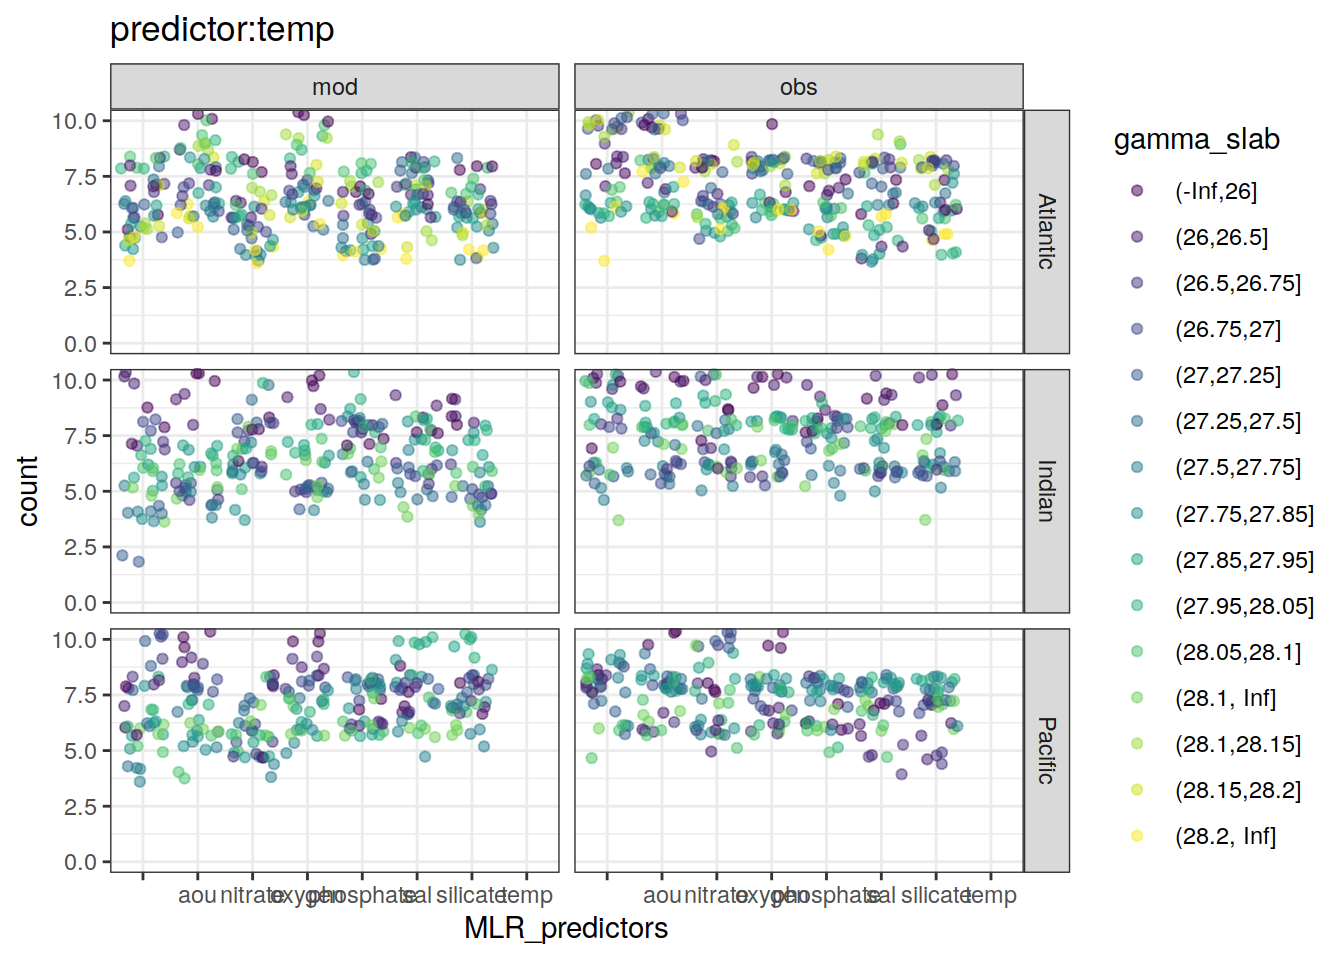 predictor:temp
mod
obs
10.0
7.5
5.0
2.5
0.0
Atlantic
10.0
7.5
5.0
2.5
0.0
Indian
10.0
7.5
5.0
2.5
0.0
Pacific
count
aou nitrate oxygen phosphate sal silicate temp
aou nitrate oxygen phosphate sal silicate temp
MLR_predictors
gamma_slab
(-Inf,26]
(26,26.5]
(26.5,26.75]
(26.75,27]
(27,27.25]
(27.25,27.5]
(27.5,27.75]
(27.75,27.85]
(27.85,27.95]
(27.95,28.05]
(28.05,28.1]
(28.1, Inf]
(28.1,28.15]
(28.15,28.2]
(28.2, Inf]